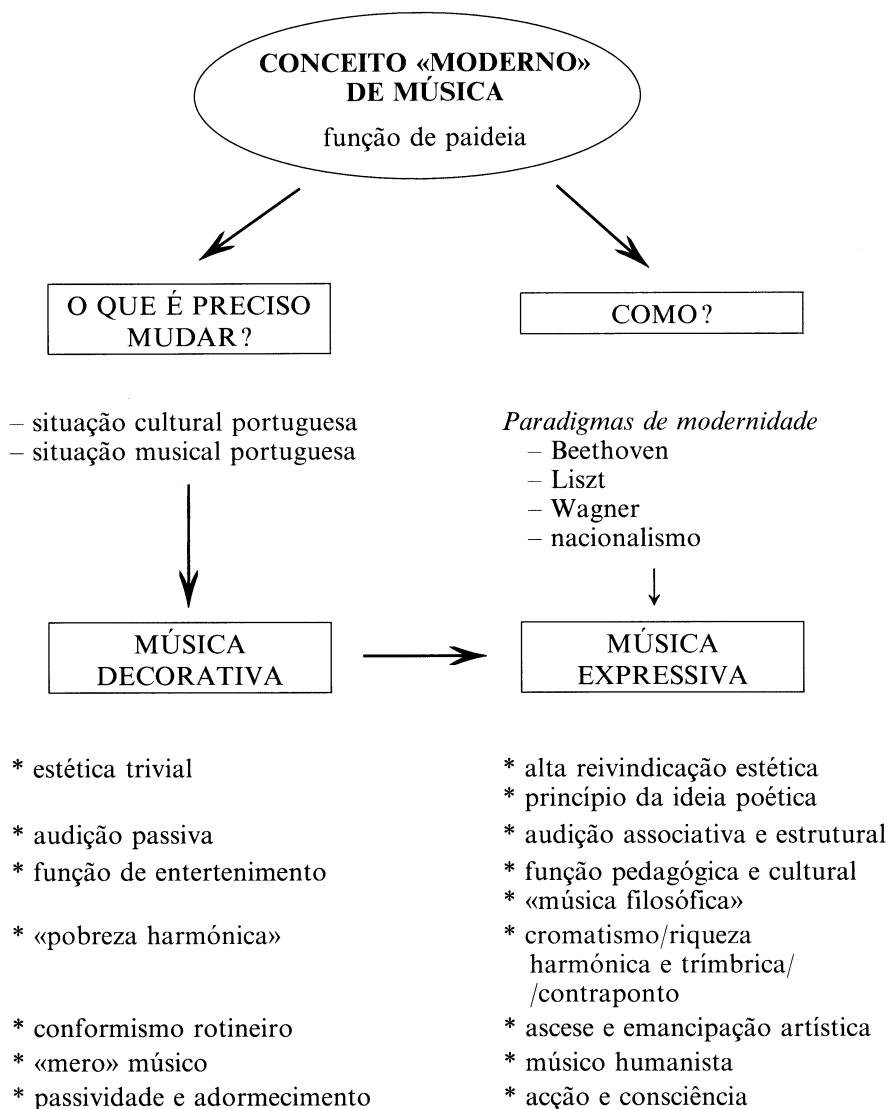 CONCEITO «MODERNO»
DE MÚSICA
função de paideia
O QUE É PRECISO
MUDAR?
COMO?
– situação cultural portuguesa
– situação musical portuguesa
Paradigmas de modernidade
– Beethoven
– Liszt
– Wagner
– nacionalismo
MÚSICA
DECORATIVA
MÚSICA
EXPRESSIVA
* estética trivial
* audição passiva
* função de entertenimento
* «pobreza harmónica»
* conformismo rotineiro
* «mero» músico
* passividade e adormecimento
* alta reivindicação estética
* princípio da ideia poética
* audição associativa e estrutural
* função pedagógica e cultural
* «música filosófica»
* cromatismo/riqueza
harmónica e trímbrica/
/contraponto
* ascese e emancipação artística
* músico humanista
* acção e consciência